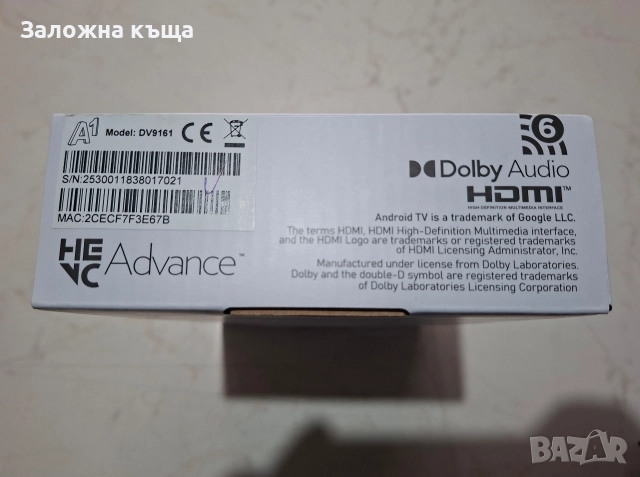 Заложна къща
A1 Model: DV9161 CE
S/N:2530011838017021
MAC:2CECF7F3E67B
HEVC Advance™
6
Dolby Audio
HDMI™
HIGH-DEFINITION MULTIMEDIA INTERFACE
Android TV is a trademark of Google LLC.
The terms HDMI, HDMI High-Definition Multimedia interface,
and the HDMI Logo are trademarks or registered trademarks
of HDMI Licensing Administrator, Inc.
Manufactured under license from Dolby Laboratories.
Dolby and the double-D symbol are registered trademarks
of Dolby Laboratories Licensing Corporation
BAZAR